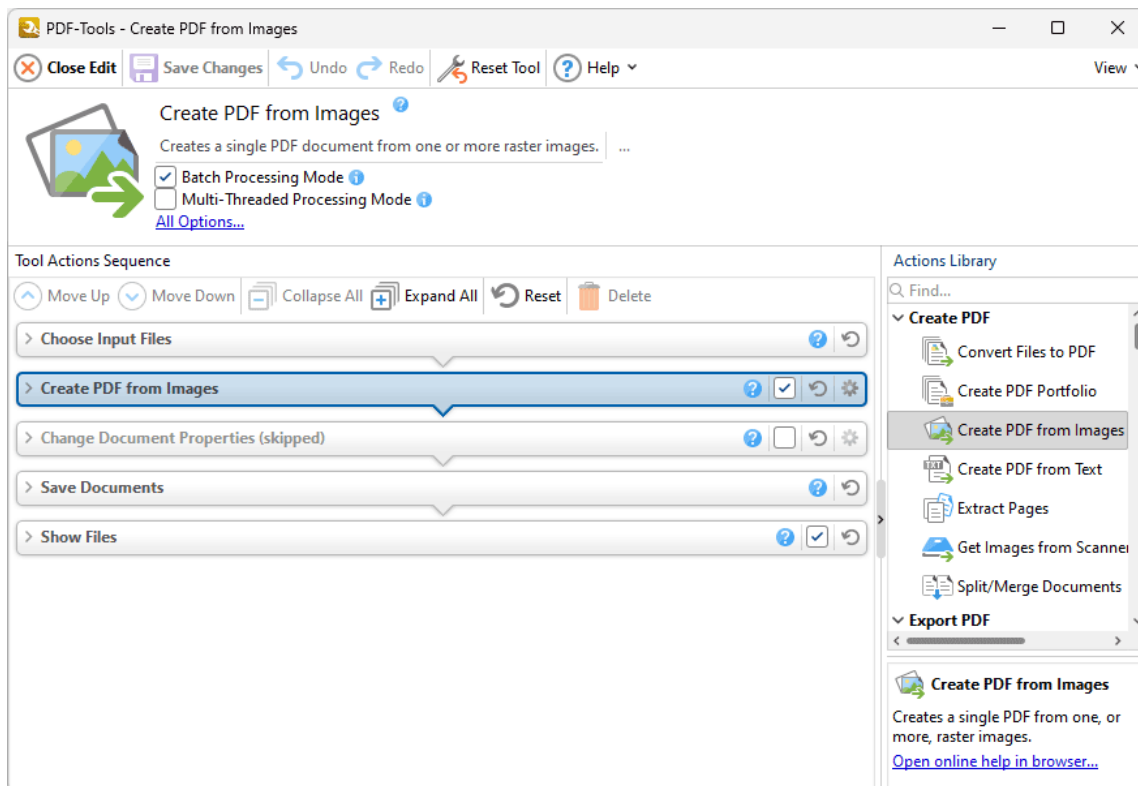 PDF-Tools - Create PDF from Images
Close Edit Save Changes Undo Redo Reset Tool ? Help View
Create PDF from Images ?
Creates a single PDF document from one or more raster images. ...
Batch Processing Mode i
Multi-Threaded Processing Mode i
All Options...
Tool Actions Sequence
Move Up Move Down Collapse All Expand All Reset Delete
Choose Input Files ?
Create PDF from Images ?
Change Document Properties (skipped) ?
Save Documents ?
Show Files ?
Actions Library
Find...
Create PDF
Convert Files to PDF
Create PDF Portfolio
Create PDF from Images
TXT Create PDF from Text
Extract Pages
Get Images from Scanner
Split/Merge Documents
Export PDF
Create PDF from Images
Creates a single PDF from one, or
more, raster images.
Open online help in browser...